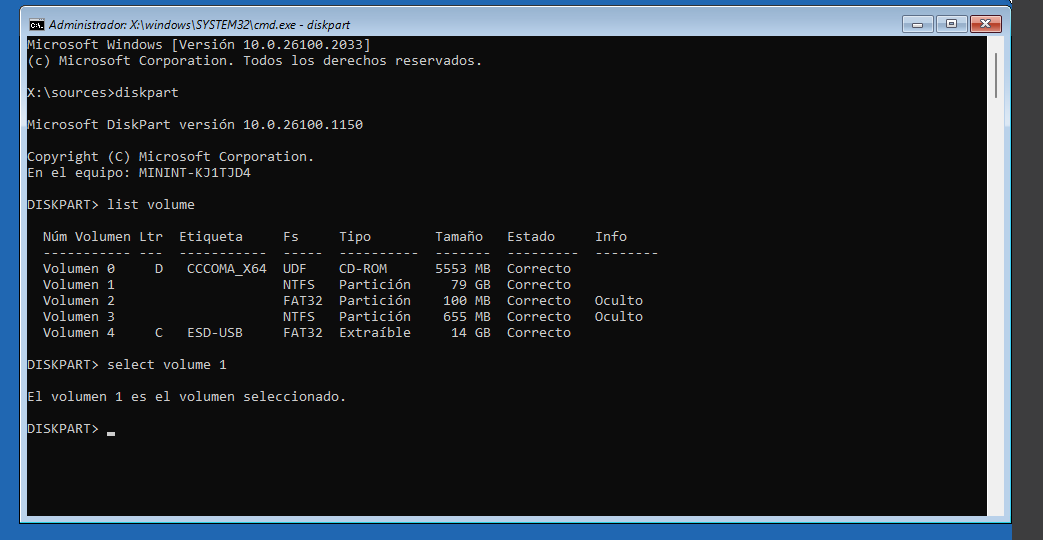 Administrador: X:\windows\SYSTEM32\cmd.exe - diskpart
Microsoft Windows [Versión 10.0.26100.2033]
(c) Microsoft Corporation. Todos los derechos reservados.
X:\sources>diskpart
Microsoft DiskPart versión 10.0.26100.1150
Copyright (C) Microsoft Corporation.
En el equipo: MININT-KJ1TJD4
DISKPART> list volume
Núm Volumen Ltr Etiqueta Fs Tipo Tamaño Estado Info
----------- --- ----------- ----- ---------- ------- --------- --------
Volumen 0 D CCCOMA_X64 UDF CD-ROM 5553 MB Correcto
Volumen 1 NTFS Partición 79 GB Correcto
Volumen 2 FAT32 Partición 100 MB Correcto Oculto
Volumen 3 NTFS Partición 655 MB Correcto Oculto
Volumen 4 C ESD-USB FAT32 Extraíble 14 GB Correcto
DISKPART> select volume 1
El volumen 1 es el volumen seleccionado.
DISKPART>